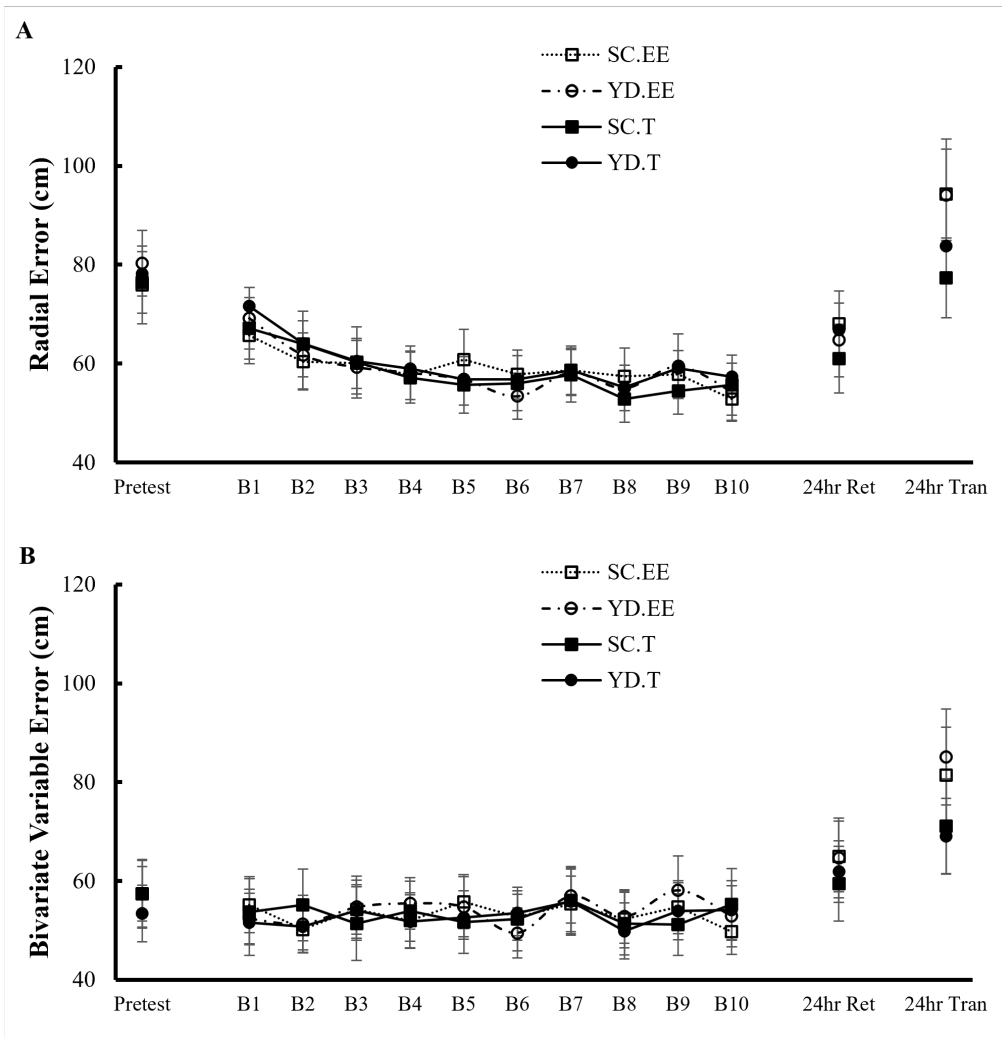 A
SC.EE
YD.EE
SC.T
YD.T
Radial Error (cm)
120
100
80
60
40
Pretest B1 B2 B3 B4 B5 B6 B7 B8 B9 B10 24hr Ret 24hr Tran
B
SC.EE
YD.EE
SC.T
YD.T
Bivariate Variable Error (cm)
120
100
80
60
40
Pretest B1 B2 B3 B4 B5 B6 B7 B8 B9 B10 24hr Ret 24hr Tran